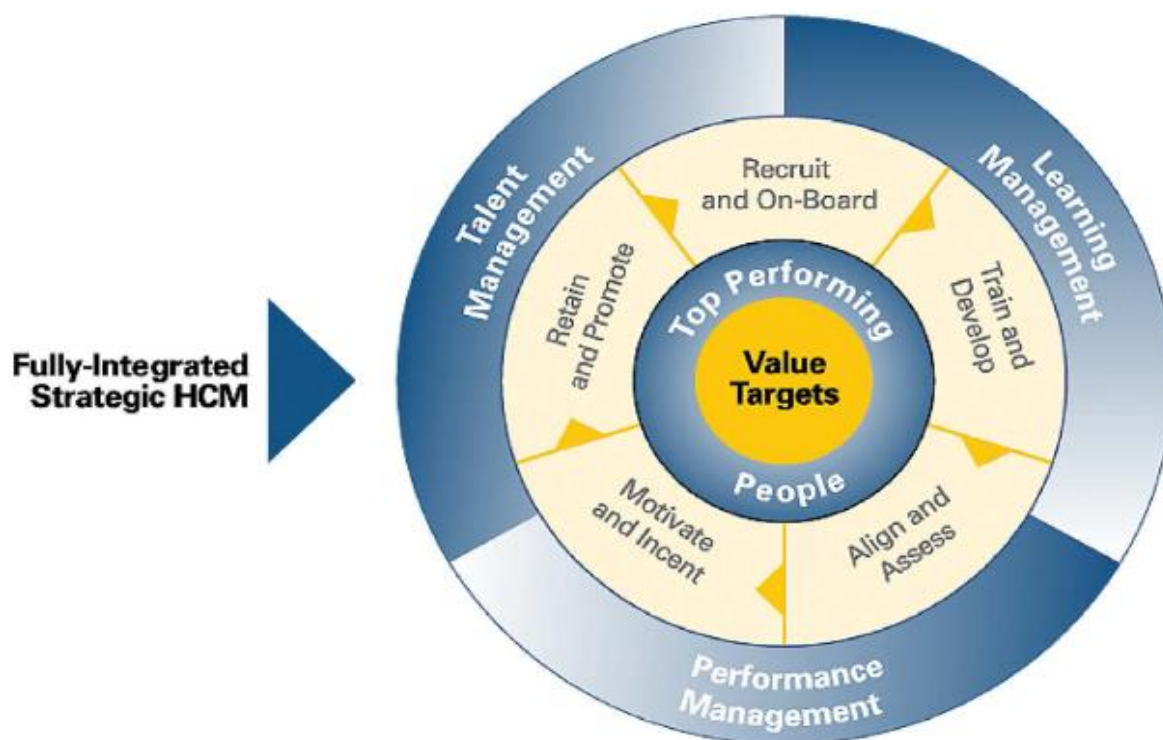 Fully-Integrated
Strategic HCM
Talent
Management
Learning
Management
Performance
Management
Recruit
and On-Board
Train and
Develop
Align and
Assess
Motivate
and Incent
Retain
and Promote
Top Performing
People
Value
Targets